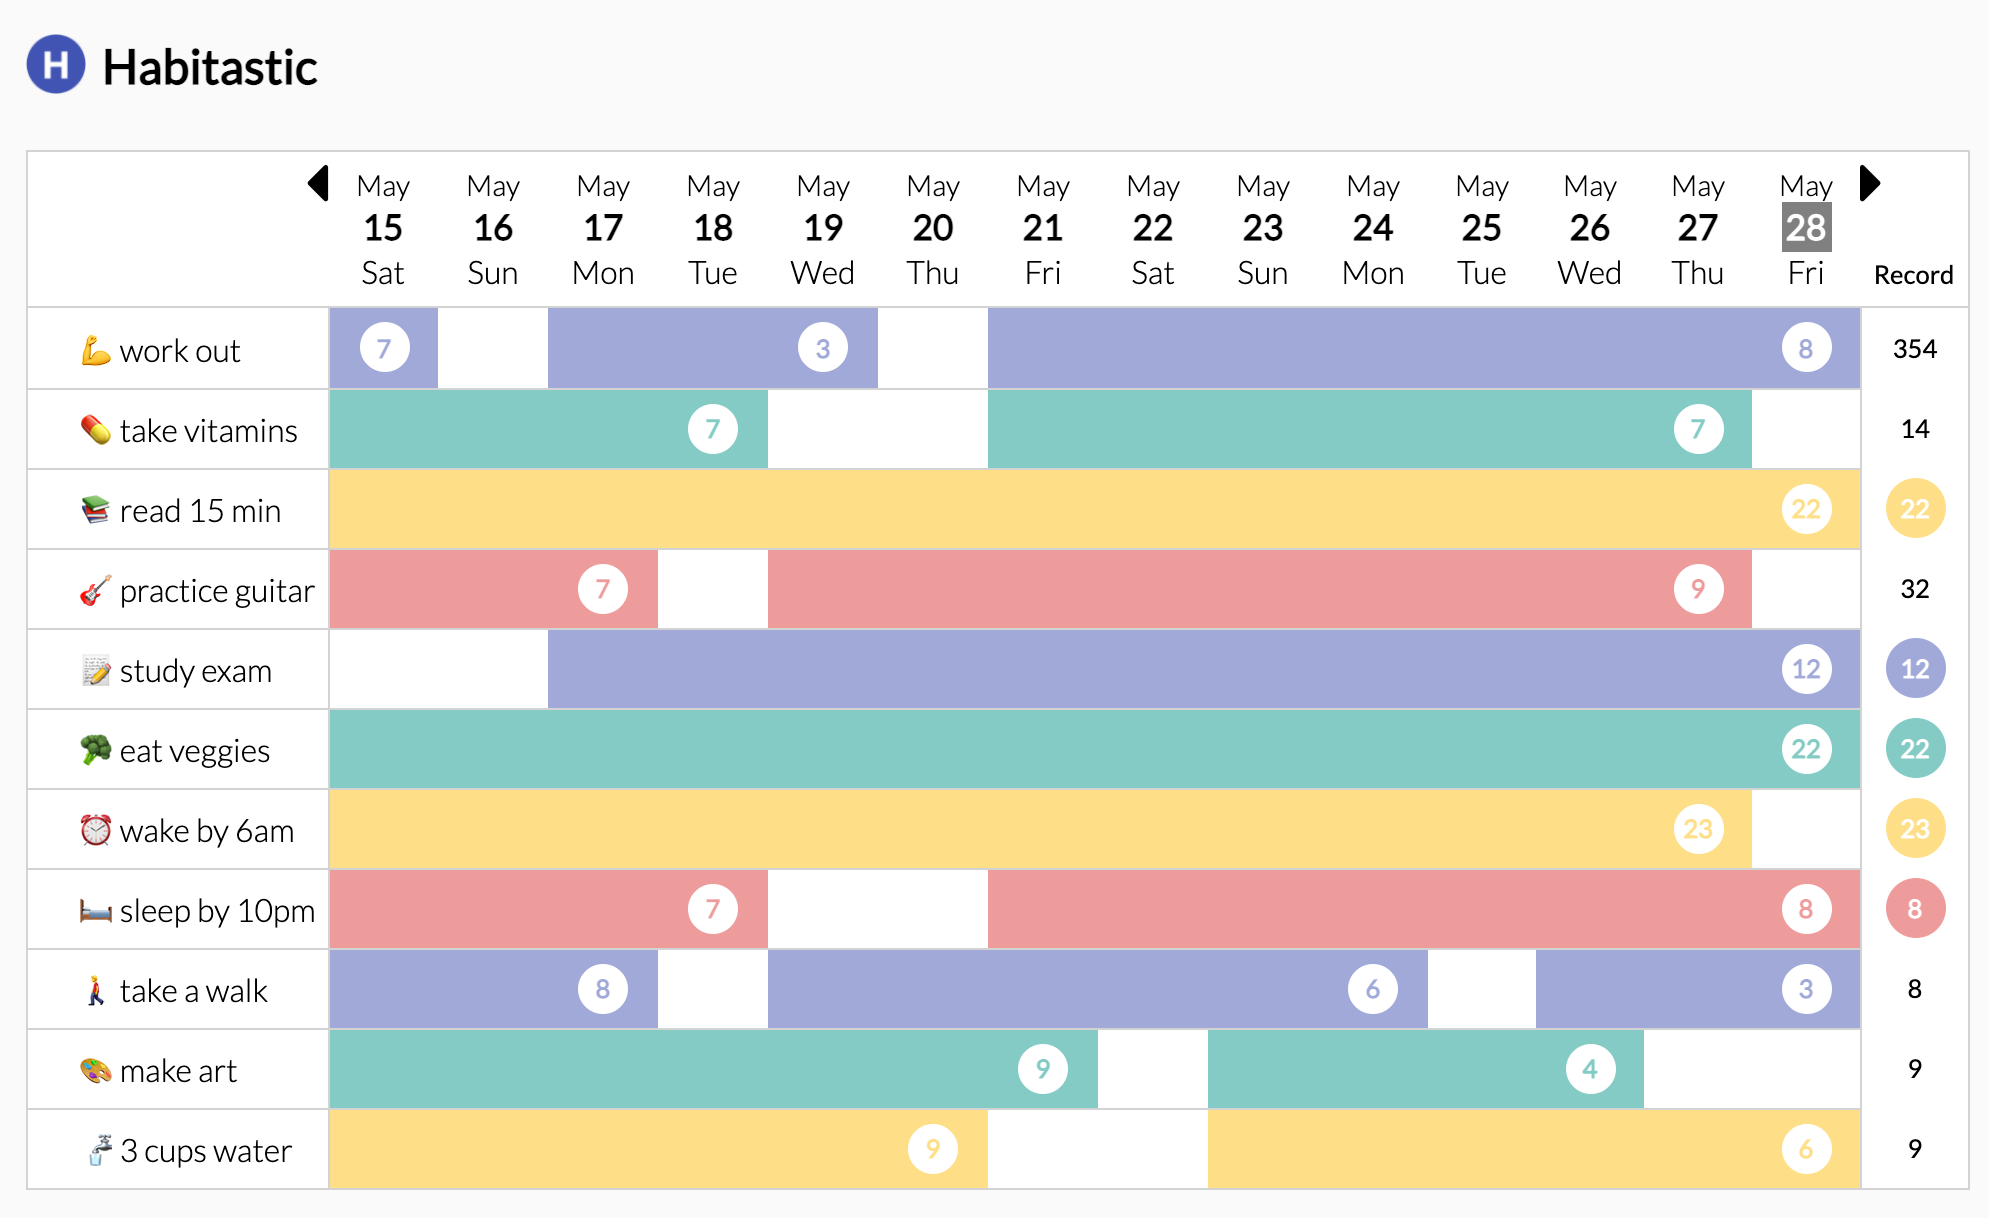 H Habitastic
May May May May May May May May May May May May May May
15 16 17 18 19 20 21 22 23 24 25 26 27 28
Sat Sun Mon Tue Wed Thu Fri Sat Sun Mon Tue Wed Thu Fri Record
work out 7 3 8 354
take vitamins 7 7 14
read 15 min 22 22
practice guitar 7 9 32
study exam 12 12
eat veggies 22 22
wake by 6am 23 23
sleep by 10pm 7 8 8
take a walk 8 6 3 8
make art 9 4 9
3 cups water 9 6 9